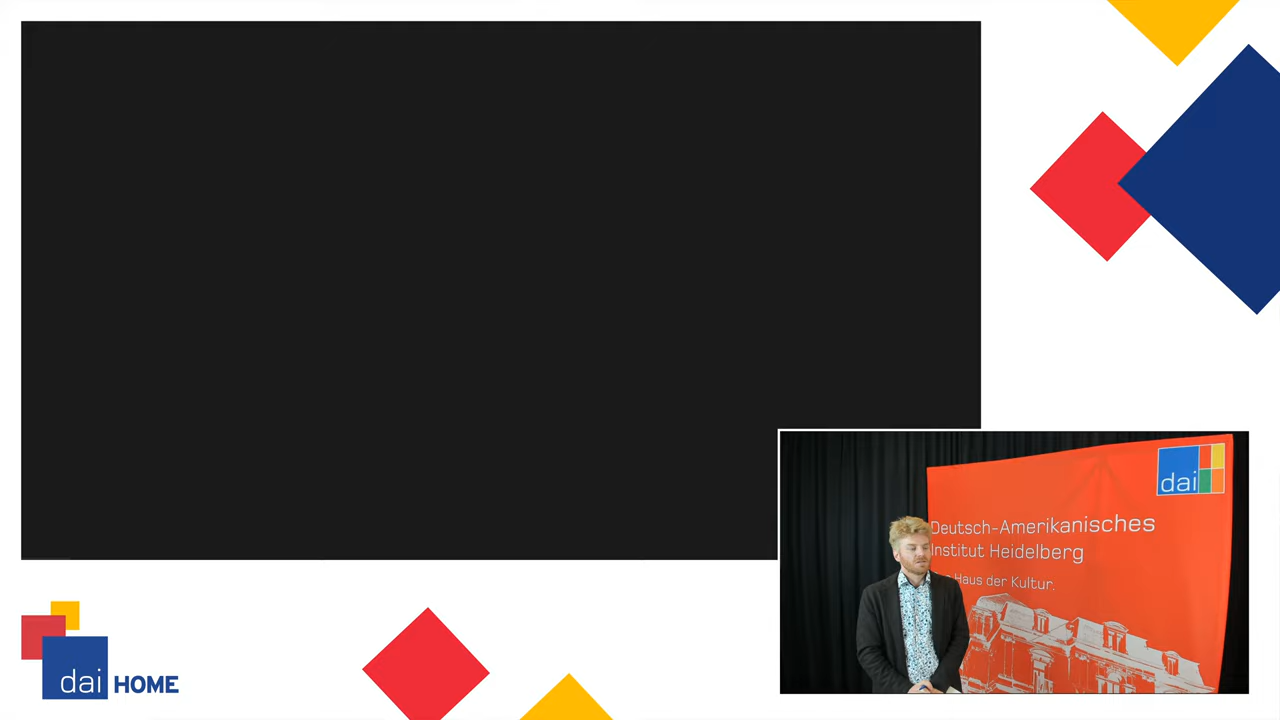 dai
Deutsch-Amerikanisches
Institut Heidelberg
Haus der Kultur.
dai HOME